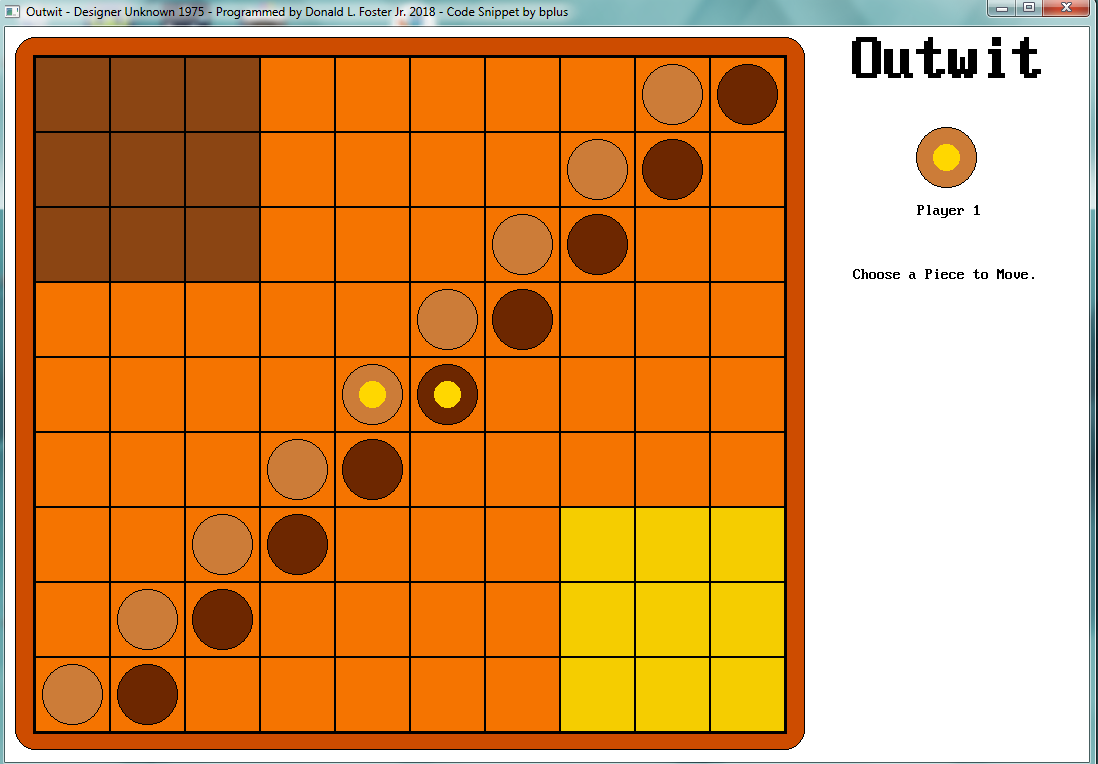 Outwit - Designer Unknown 1975 - Programmed by Donald L. Foster Jr. 2018 - Code Snippet by bplus
Outwit
Player 1
Choose a Piece to Move.